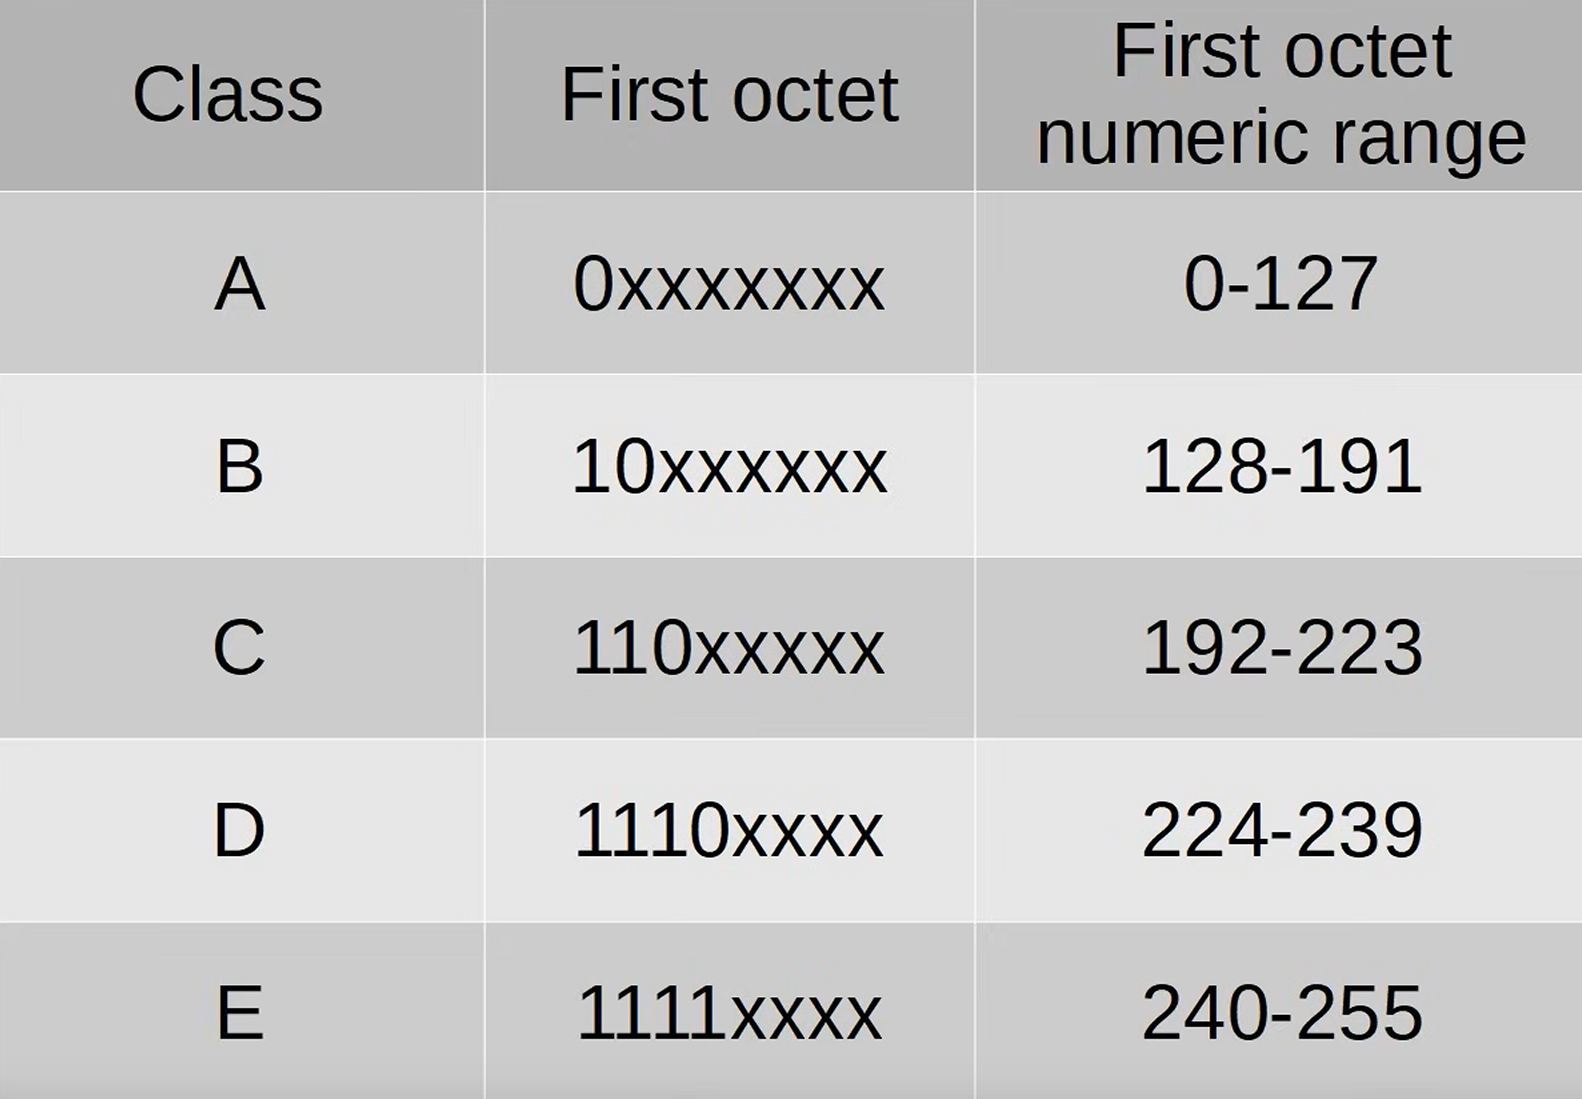 Class First octet First octet
numeric range
A 0xxxxxxx 0-127
B 10xxxxxx 128-191
C 110xxxxx 192-223
D 1110xxxx 224-239
E 1111xxxx 240-255